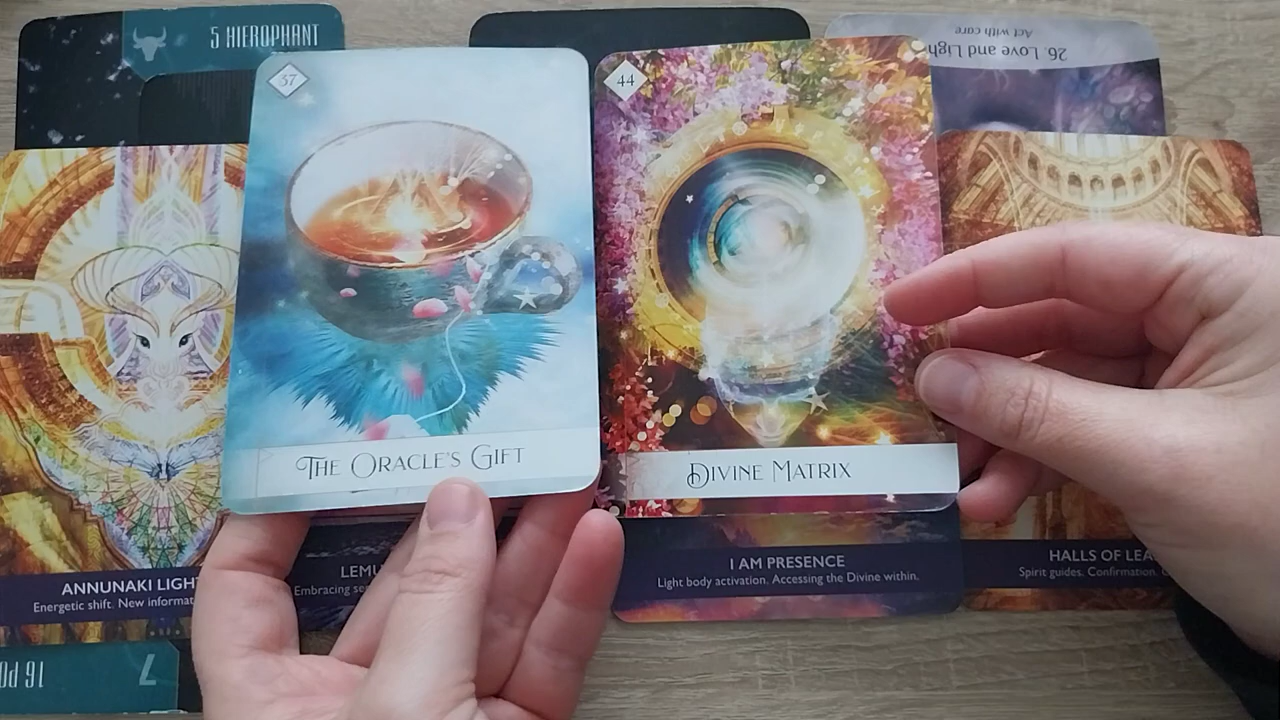 5 HIEROPHANT
26. Love and Ligh
Act with care
37
44
THE ORACLE'S GIFT
DIVINE MATRIX
ANNUNAKI LIGHT
Energetic shift. New informat
LEMU
Embracing se
I AM PRESENCE
Light body activation. Accessing the Divine within.
HALLS OF LEA
Spirit guides. Confirmation.
16
7